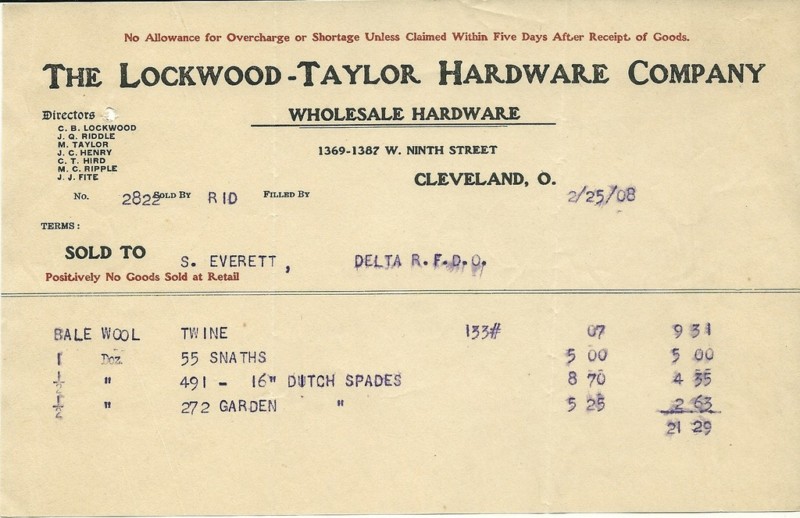 No Allowance for Overcharge or Shortage Unless Claimed Within Five Days After Receipt of Goods.
THE LOCKWOOD-TAYLOR HARDWARE COMPANY
Directors
C. B. LOCKWOOD
J. Q. RIDDLE
M. TAYLOR
J. C. HENRY
C. T. HIRD
M. C. RIPPLE
J. J. FITE
WHOLESALE HARDWARE
1369-1387 W. NINTH STREET
CLEVELAND, O.
No. 2822 SOLD BY RID FILLED BY 2/25/08
TERMS:
SOLD TO S. EVERETT, DELTA R.F.D.O.
Positively No Goods Sold at Retail
BALE WOOL TWINE 133# 07 9 31
1 Doz. 55 SNATHS 5 00 5 00
½ " 491 - 16" DUTCH SPADES 8 70 4 35
½ " 272 GARDEN " 5 25 2 63
21 29